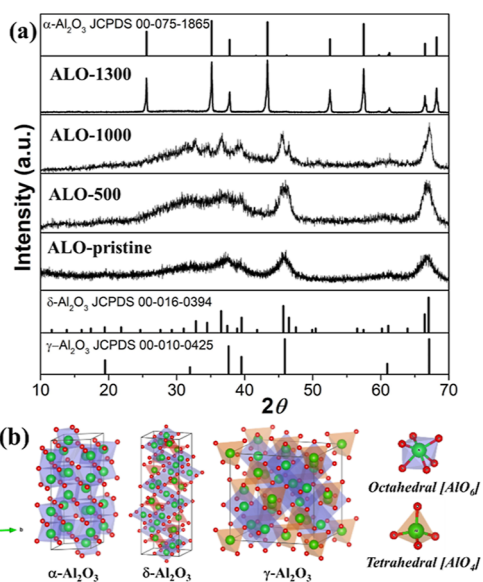 (a)
α-Al₂O₃ JCPDS 00-075-1865
ALO-1300
ALO-1000
ALO-500
ALO-pristine
δ-Al₂O₃ JCPDS 00-016-0394
γ-Al₂O₃ JCPDS 00-010-0425
Intensity (a.u.)
10 20 30 40 50 60 70
2θ
(b)
b
Octahedral [AlO₆]
Tetrahedral [AlO₄]
α-Al₂O₃ δ-Al₂O₃ γ-Al₂O₃